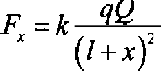 F_x = k \frac{qQ}{(l + x)^2}